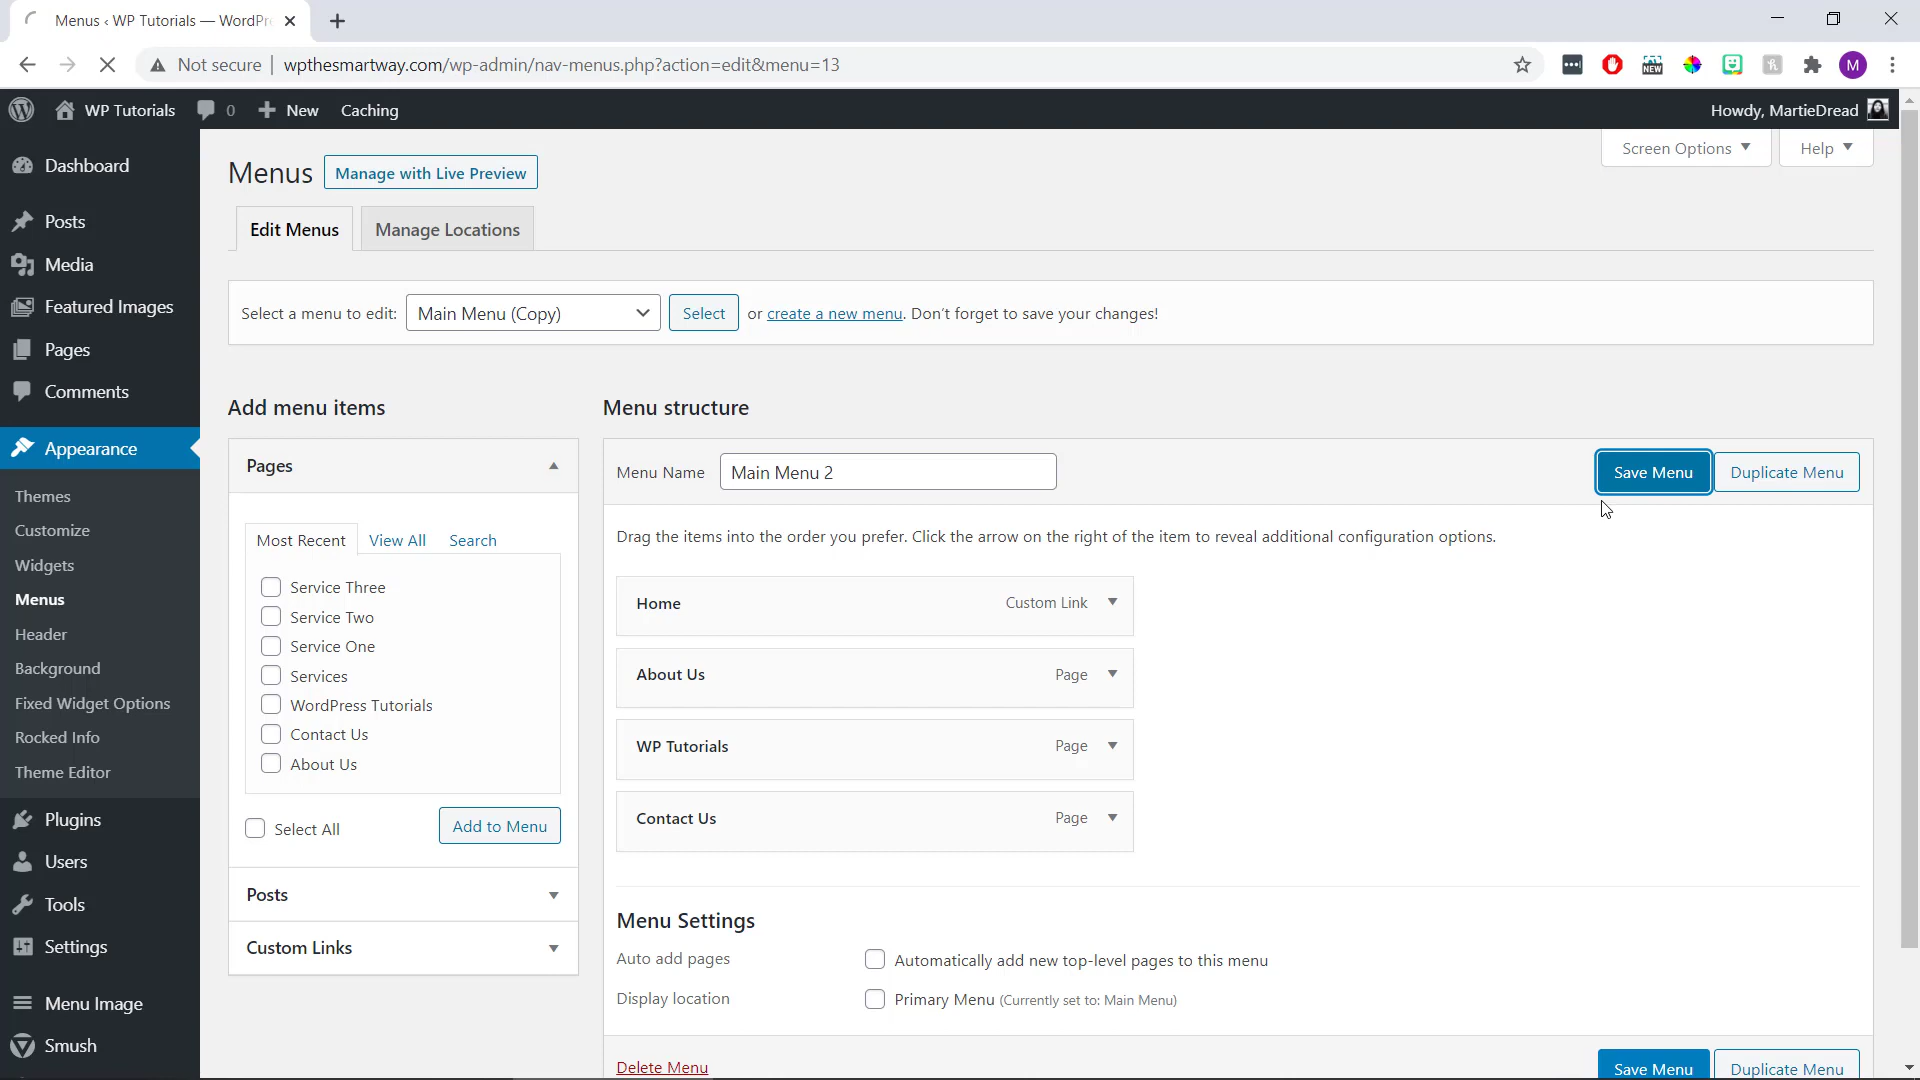 Menus ‹ WP Tutorials — WordPr
Not secure | wpthesmartway.com/wp-admin/nav-menus.php?action=edit&menu=13
NEW
M
WP Tutorials
0
New
Caching
Howdy, MartieDread
Dashboard
Posts
Media
Featured Images
Pages
Comments
Appearance
Themes
Customize
Widgets
Menus
Header
Background
Fixed Widget Options
Rocked Info
Theme Editor
Plugins
Users
Tools
Settings
Menu Image
Smush
Menus
Manage with Live Preview
Screen Options
Help
Edit Menus
Manage Locations
Select a menu to edit: Main Menu (Copy) Select or create a new menu. Don't forget to save your changes!
Add menu items
Pages
Most Recent
View All
Search
Service Three
Service Two
Service One
Services
WordPress Tutorials
Contact Us
About Us
Select All
Add to Menu
Posts
Custom Links
Menu structure
Menu Name Main Menu 2
Save Menu
Duplicate Menu
Drag the items into the order you prefer. Click the arrow on the right of the item to reveal additional configuration options.
Home Custom Link
About Us Page
WP Tutorials Page
Contact Us Page
Menu Settings
Auto add pages Automatically add new top-level pages to this menu
Display location Primary Menu (Currently set to: Main Menu)
Delete Menu
Save Menu
Duplicate Menu